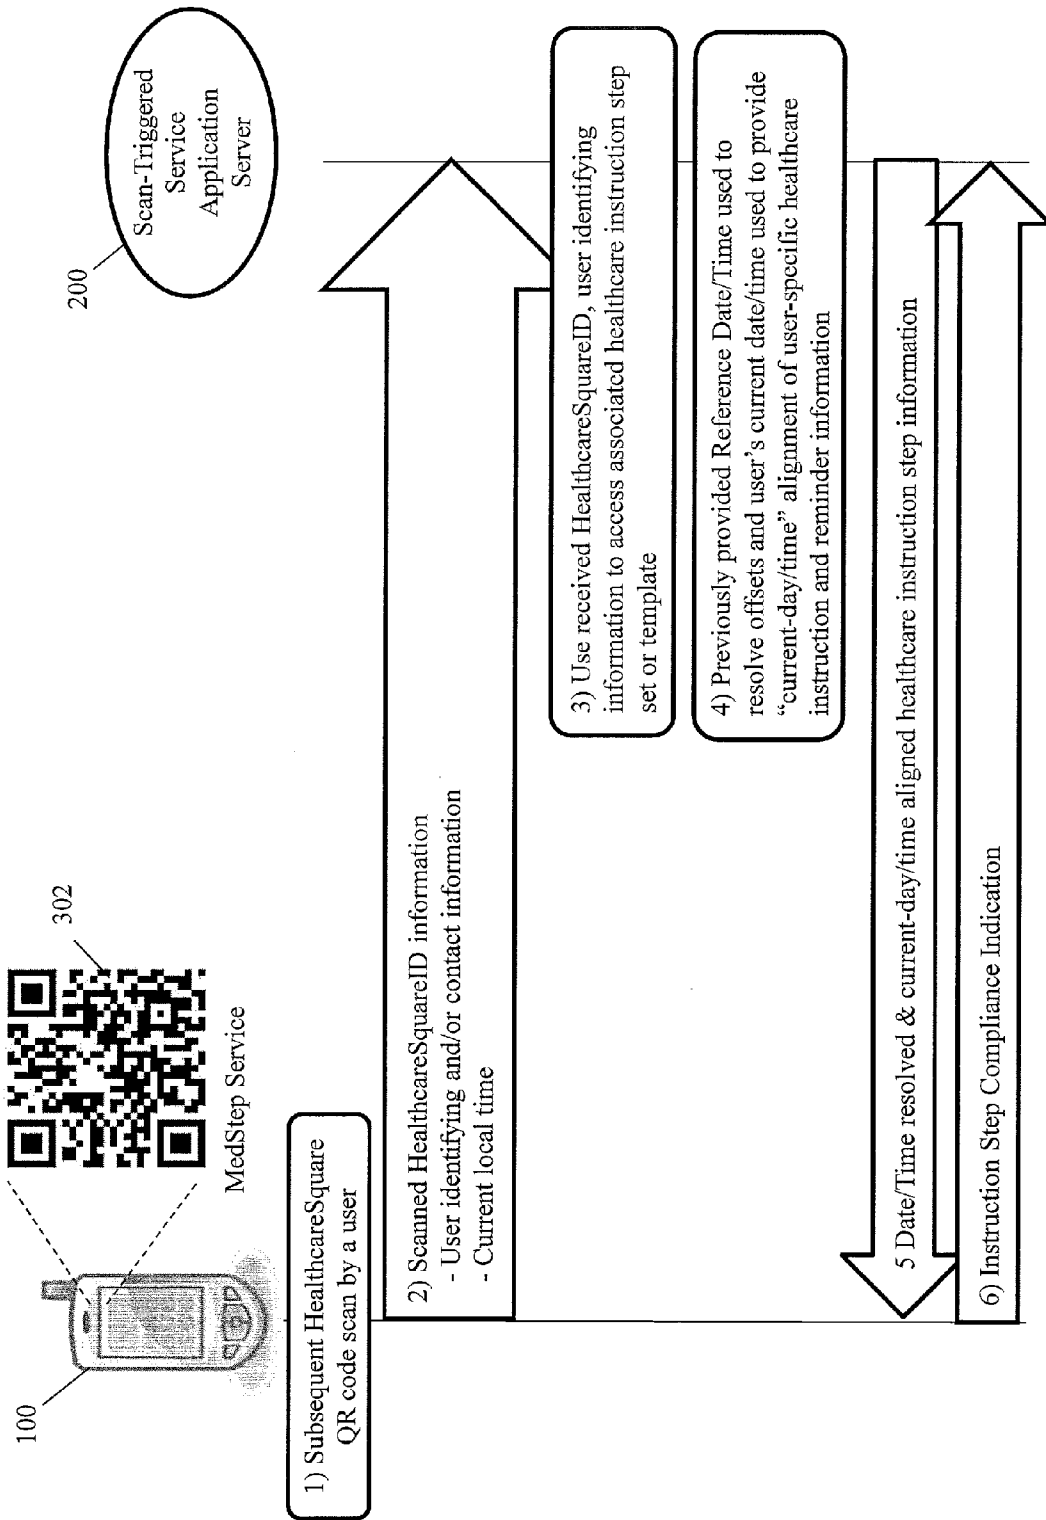 100
302
MedStep Service
200
Scan-Triggered
Service
Application
Server
1) Subsequent HealthcareSquare
QR code scan by a user
2) Scanned HealthcareSquareID information
- User identifying and/or contact information
- Current local time
3) Use received HealthcareSquareID, user identifying
information to access associated healthcare instruction step
set or template
4) Previously provided Reference Date/Time used to
resolve offsets and user's current date/time used to provide
“current-day/time” alignment of user-specific healthcare
instruction and reminder information
5 Date/Time resolved & current-day/time aligned healthcare instruction step information
6) Instruction Step Compliance Indication